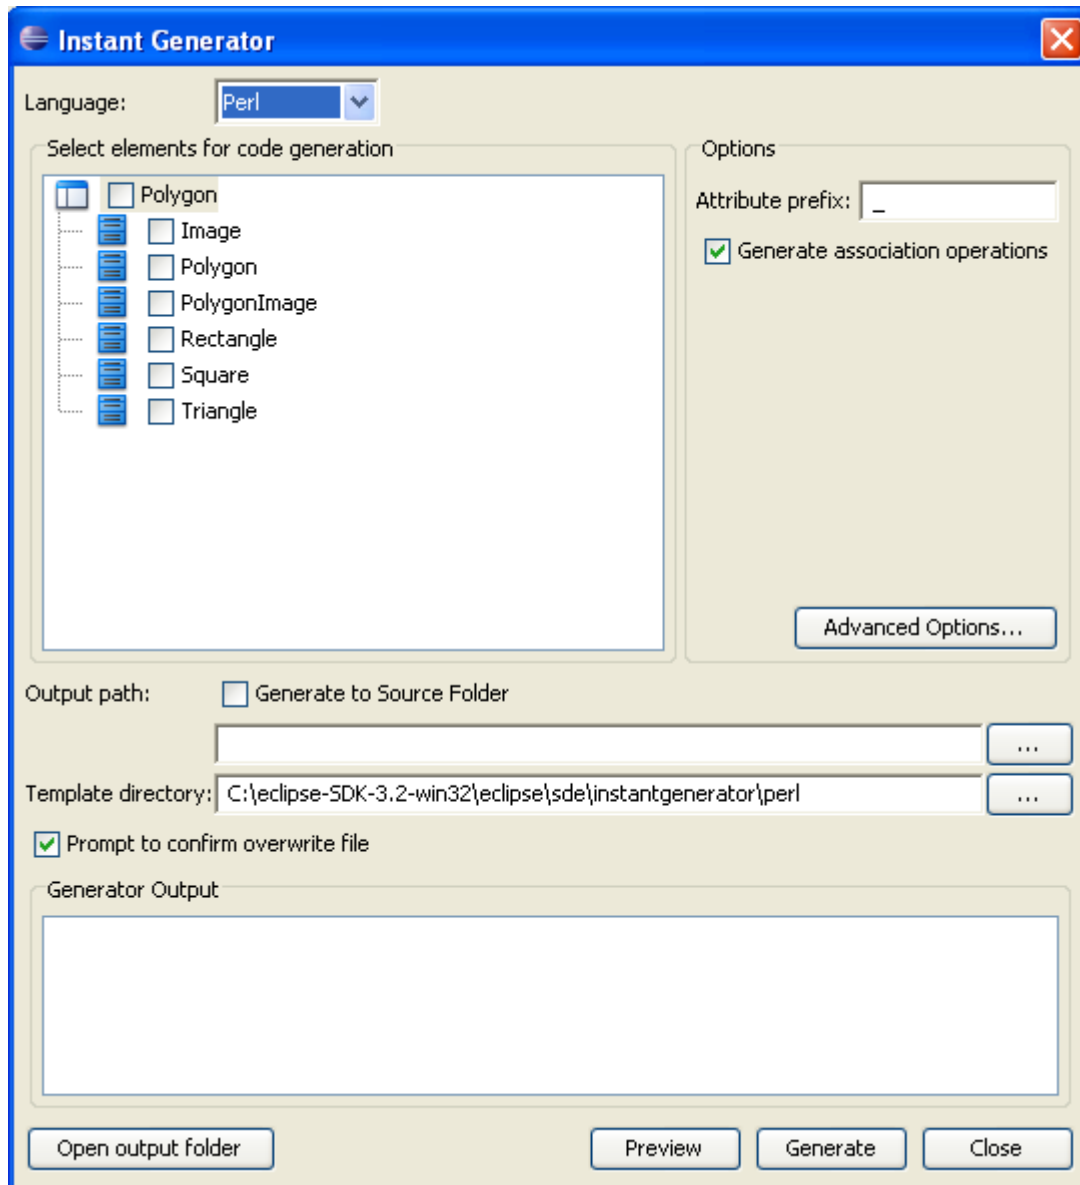 Instant Generator
Language: Perl
Select elements for code generation
Polygon
Image
Polygon
PolygonImage
Rectangle
Square
Triangle
Options
Attribute prefix: _
Generate association operations
Advanced Options...
Output path: Generate to Source Folder
...
Template directory: C:\eclipse-SDK-3.2-win32\eclipse\sde\instantgenerator\perl ...
Prompt to confirm overwrite file
Generator Output
Open output folder Preview Generate Close